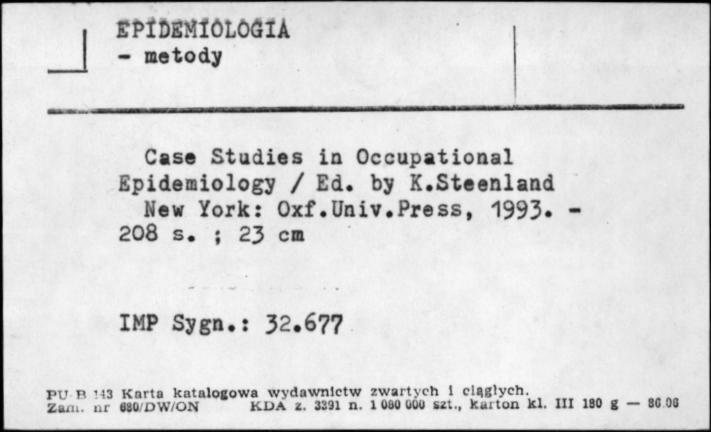 EPIDEMIOLOGIA
- metody
Case Studies in Occupational
Epidemiology / Ed. by K.Steenland
New York: Oxf.Univ.Press, 1993. -
208 s. ; 23 cm
IMP Sygn.: 32.677
PU-B 143 Karta katalogowa wydawnictw zwartych i ciągłych.
Zam. nr 680/DW/ON KDA z. 3391 n. 1 080 000 szt., karton kl. III 180 g — 86.06